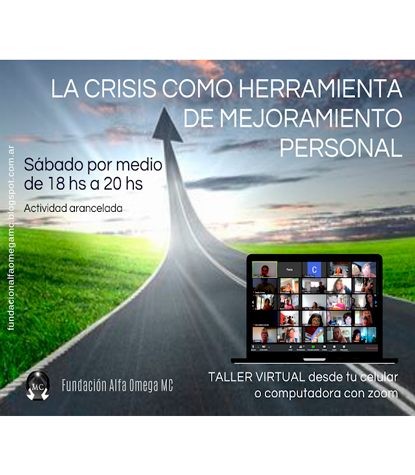 LA CRISIS COMO HERRAMIENTA
DE MEJORAMIENTO
PERSONAL
Sábado por medio
de 18 hs a 20 hs
Actividad arancelada
fundacionalfaomegamc.blogspot.com.ar
C
MC
Fundación Alfa Omega MC
TALLER VIRTUAL desde tu celular
o computadora con zoom